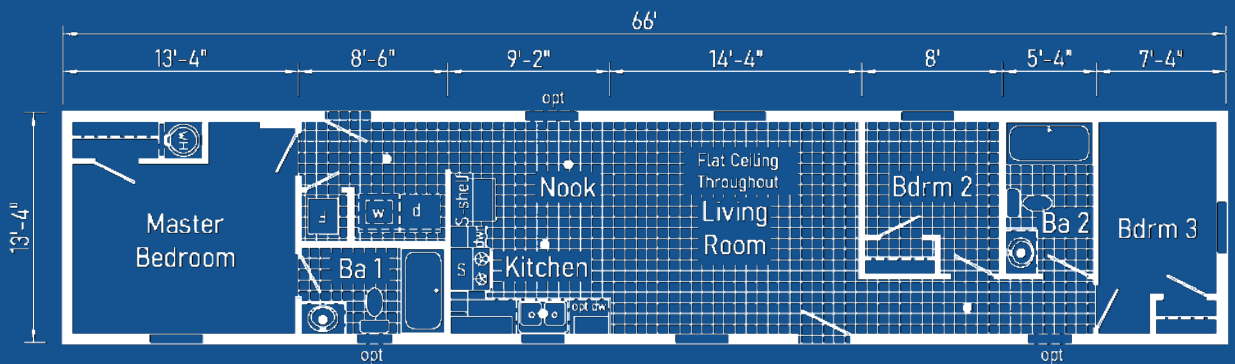 66'
13'-4"
8'-6"
9'-2"
14'-4"
8'
5'-4"
7'-4"
opt
13'-4"
WH
Master
Bedroom
F
w
d
Ba 1
S
S-shelf
dw
Nook
Kitchen
opt dw
Flat Ceiling
Throughout
Living
Room
Bdrm 2
Ba 2
Bdrm 3
opt
opt